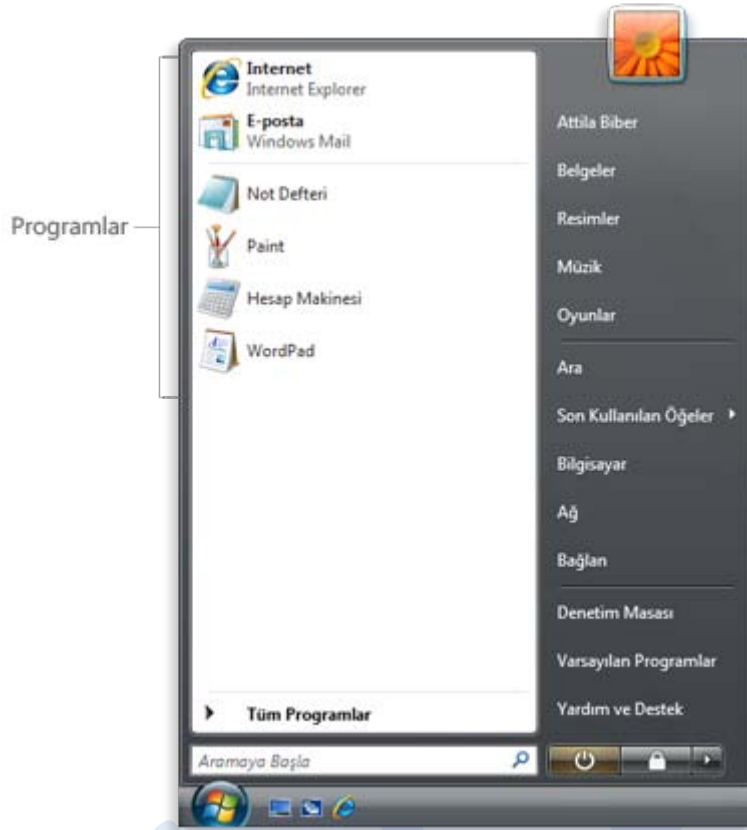 Programlar
Internet
Internet Explorer
E-posta
Windows Mail
Not Defteri
Paint
Hesap Makinesi
WordPad
Tüm Programlar
Aramaya Başla
Attila Biber
Belgeler
Resimler
Müzik
Oyunlar
Ara
Son Kullanılan Öğeler
Bilgisayar
Ağ
Bağlan
Denetim Masası
Varsayılan Programlar
Yardım ve Destek